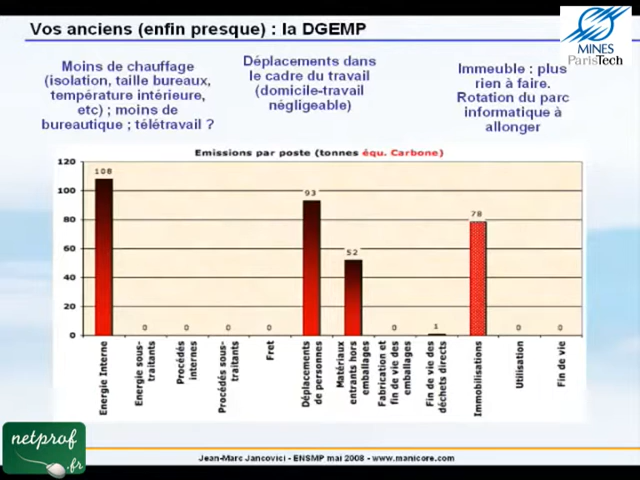 Vos anciens (enfin presque) : la DGEMP
MINES
ParisTech
Moins de chauffage
(isolation, taille bureaux,
température intérieure,
etc) ; moins de
bureautique ; télétravail ?
Déplacements dans
le cadre du travail
(domicile-travail
négligeable)
Immeuble : plus
rien à faire.
Rotation du parc
informatique à
allonger
Emissions par poste (tonnes équ. Carbone)
120
100
80
60
40
20
0
108
0
0
0
0
93
52
0
1
78
0
0
Energie Interne
Energie sous-
traitants
Procédés
internes
Procédés sous-
traitants
Fret
Déplacements
de personnes
Matériaux
entrants hors
emballages
Fabrication et
fin de vie des
emballages
Fin de vie des
déchets directs
Immobilisations
Utilisation
Fin de vie
netprof
.fr
Jean-Marc Jancovici - ENSMP mai 2008 - www.manicore.com